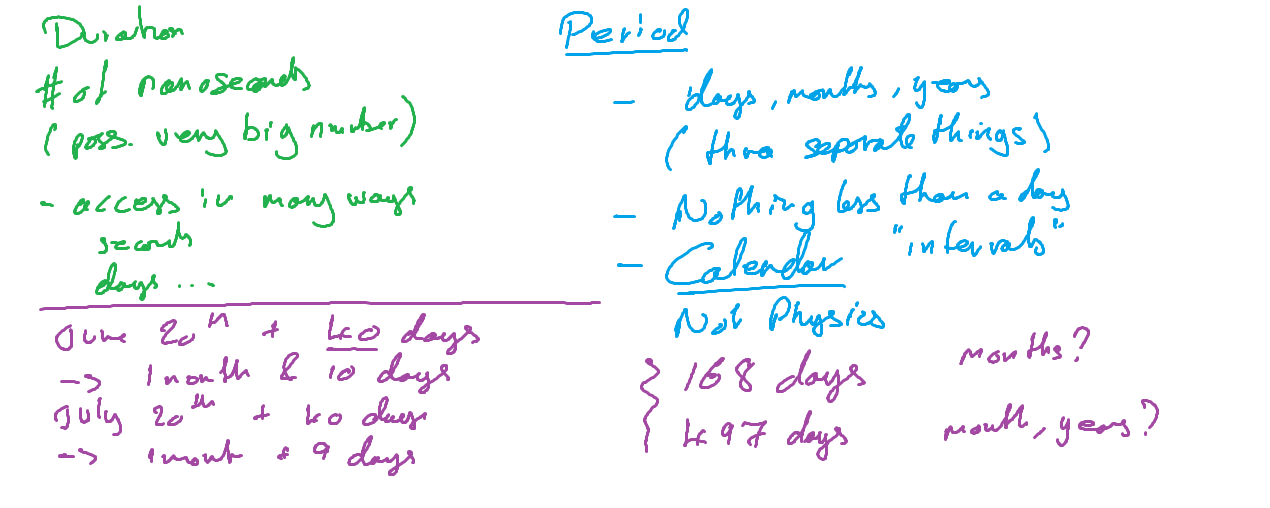 Duration
# of nanoseconds
(poss. very big number)
- access in many ways
seconds
days ...
June 20th + 40 days
-> 1 month & 10 days
July 20th + 40 days
-> 1 month + 9 days
Period
- days, months, years
(three separate things)
- Nothing less than a day
"intervals"
- Calendar
Not Physics
168 days months?
497 days month, years?